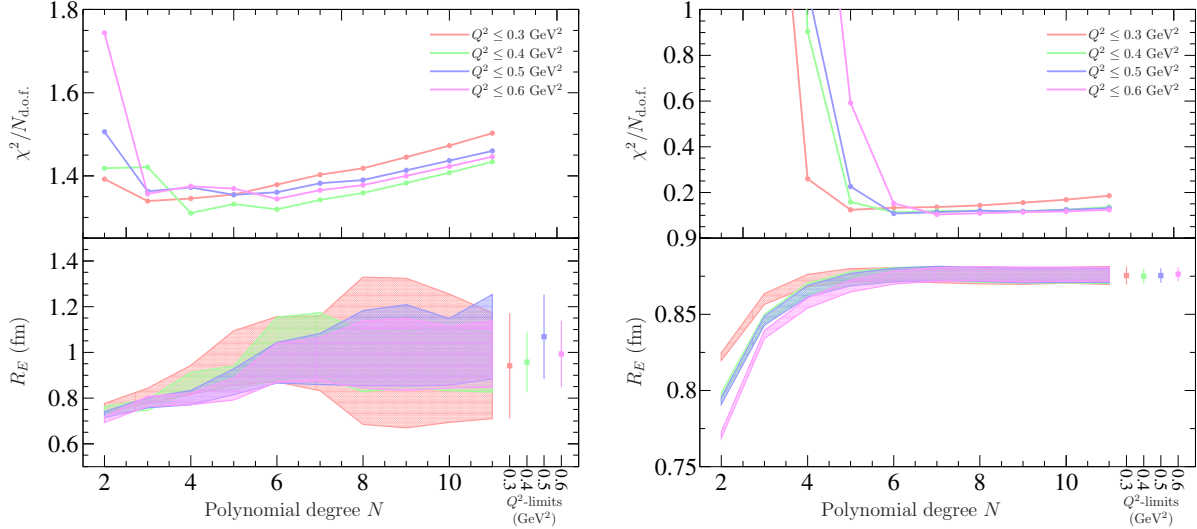 1.8
1.6
1.4
χ²/N_d.o.f.
Q² ≤ 0.3 GeV²
Q² ≤ 0.4 GeV²
Q² ≤ 0.5 GeV²
Q² ≤ 0.6 GeV²
1.4
1.2
1
0.8
0.6
R_E (fm)
2 4 6 8 10
0.3 0.4 0.5 0.6
Polynomial degree N
Q²-limits
(GeV²)
1
0.8
0.6
0.4
0.2
χ²/N_d.o.f.
Q² ≤ 0.3 GeV²
Q² ≤ 0.4 GeV²
Q² ≤ 0.5 GeV²
Q² ≤ 0.6 GeV²
0.9
0.85
0.8
0.75
R_E (fm)
2 4 6 8 10
0.3 0.4 0.5 0.6
Polynomial degree N
Q²-limits
(GeV²)